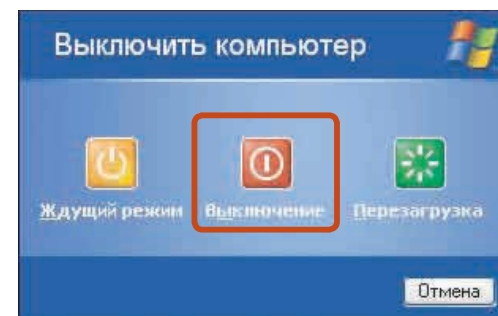 Выключить компьютер
Ждущий режим Выключение Перезагрузка
Отмена